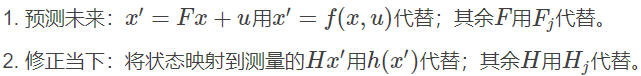 1. 预测未来：x′ = Fx + u用x′ = f(x, u)代替；其余F用F_j代替。
2. 修正当下：将状态映射到测量的Hx′用h(x′)代替；其余H用H_j代替。